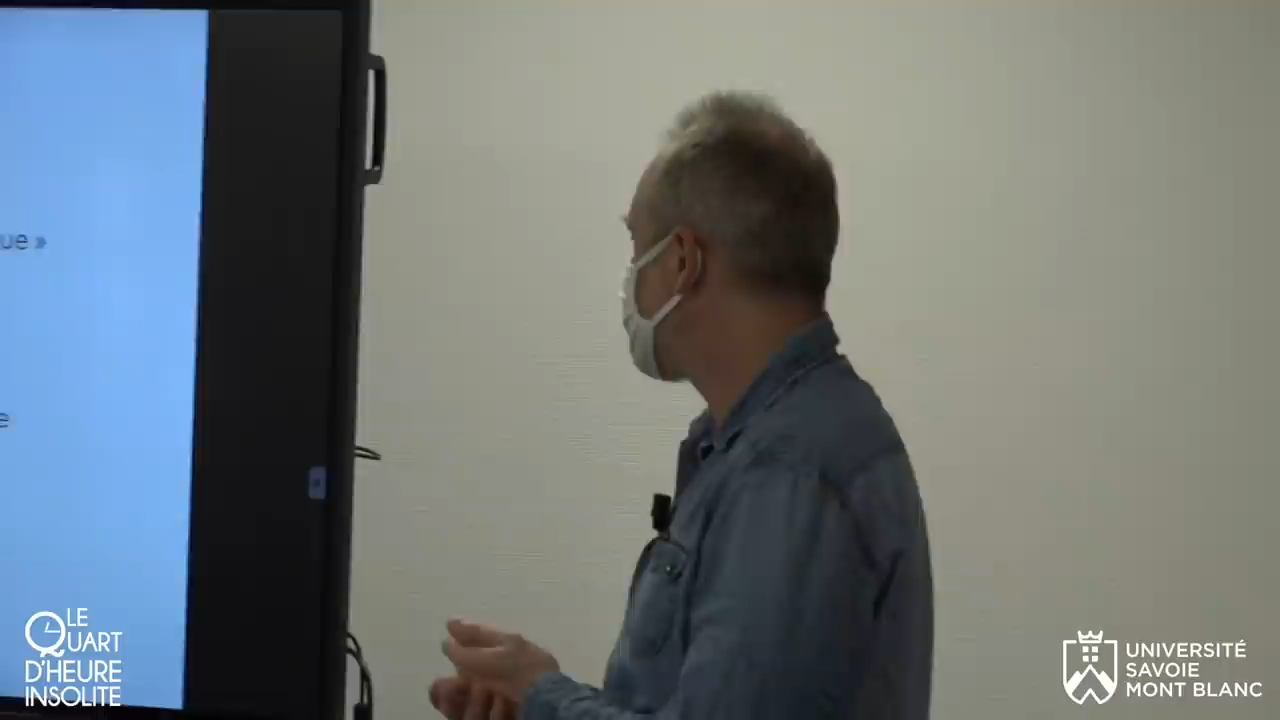 ue »
e
LE
QUART
D'HEURE
INSOLITE
UNIVERSITÉ
SAVOIE
MONT BLANC